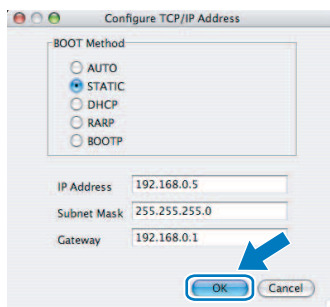 Configure TCP/IP Address
BOOT Method
AUTO
STATIC
DHCP
RARP
BOOTP
IP Address 192.168.0.5
Subnet Mask 255.255.255.0
Gateway 192.168.0.1
OK Cancel